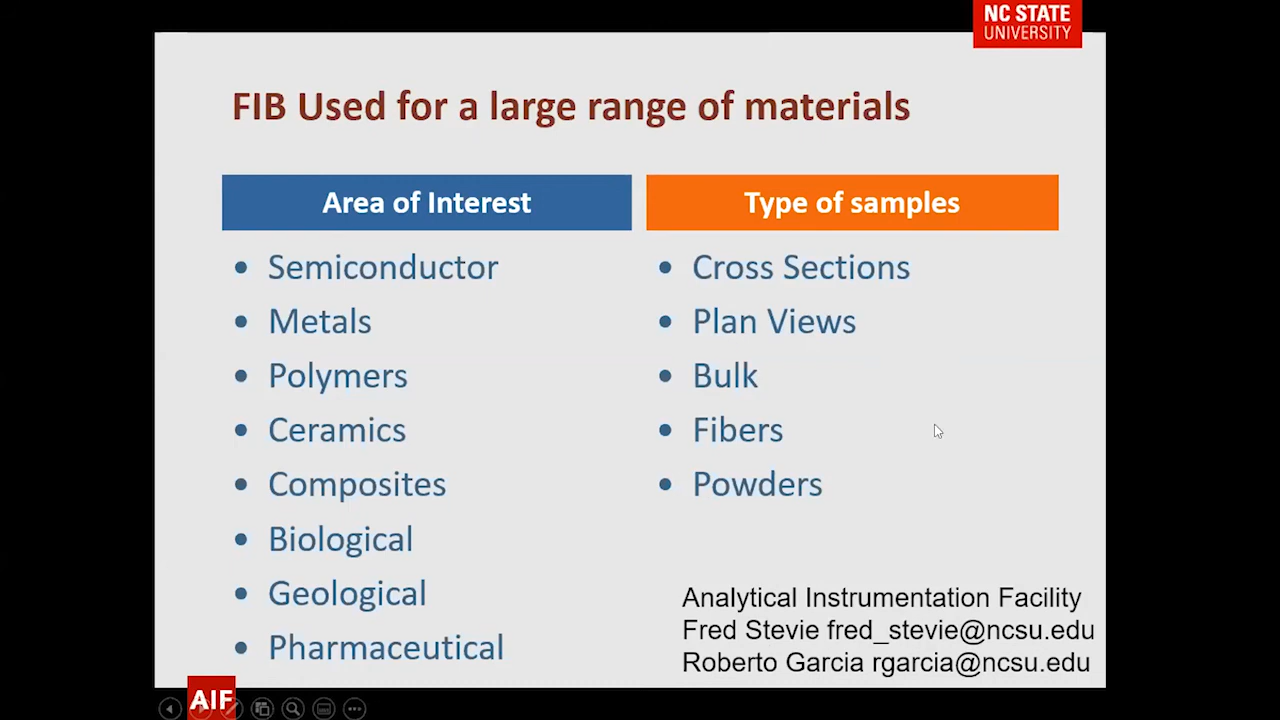 NC STATE
UNIVERSITY
FIB Used for a large range of materials
Area of Interest
• Semiconductor
• Metals
• Polymers
• Ceramics
• Composites
• Biological
• Geological
• Pharmaceutical
Type of samples
• Cross Sections
• Plan Views
• Bulk
• Fibers
• Powders
Analytical Instrumentation Facility
Fred Stevie fred_stevie@ncsu.edu
Roberto Garcia rgarcia@ncsu.edu
AIF